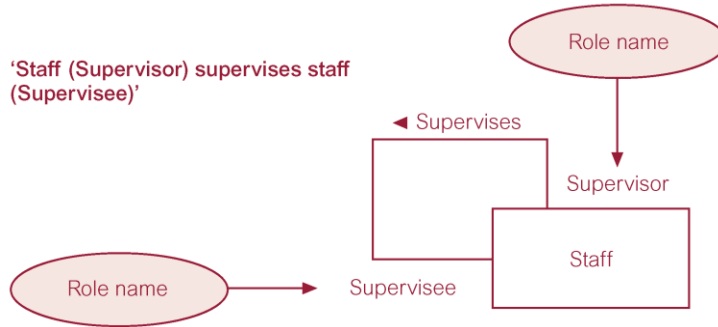 Role name
‘Staff (Supervisor) supervises staff
(Supervisee)’
◄ Supervises
Supervisor
Staff
Role name
Supervisee